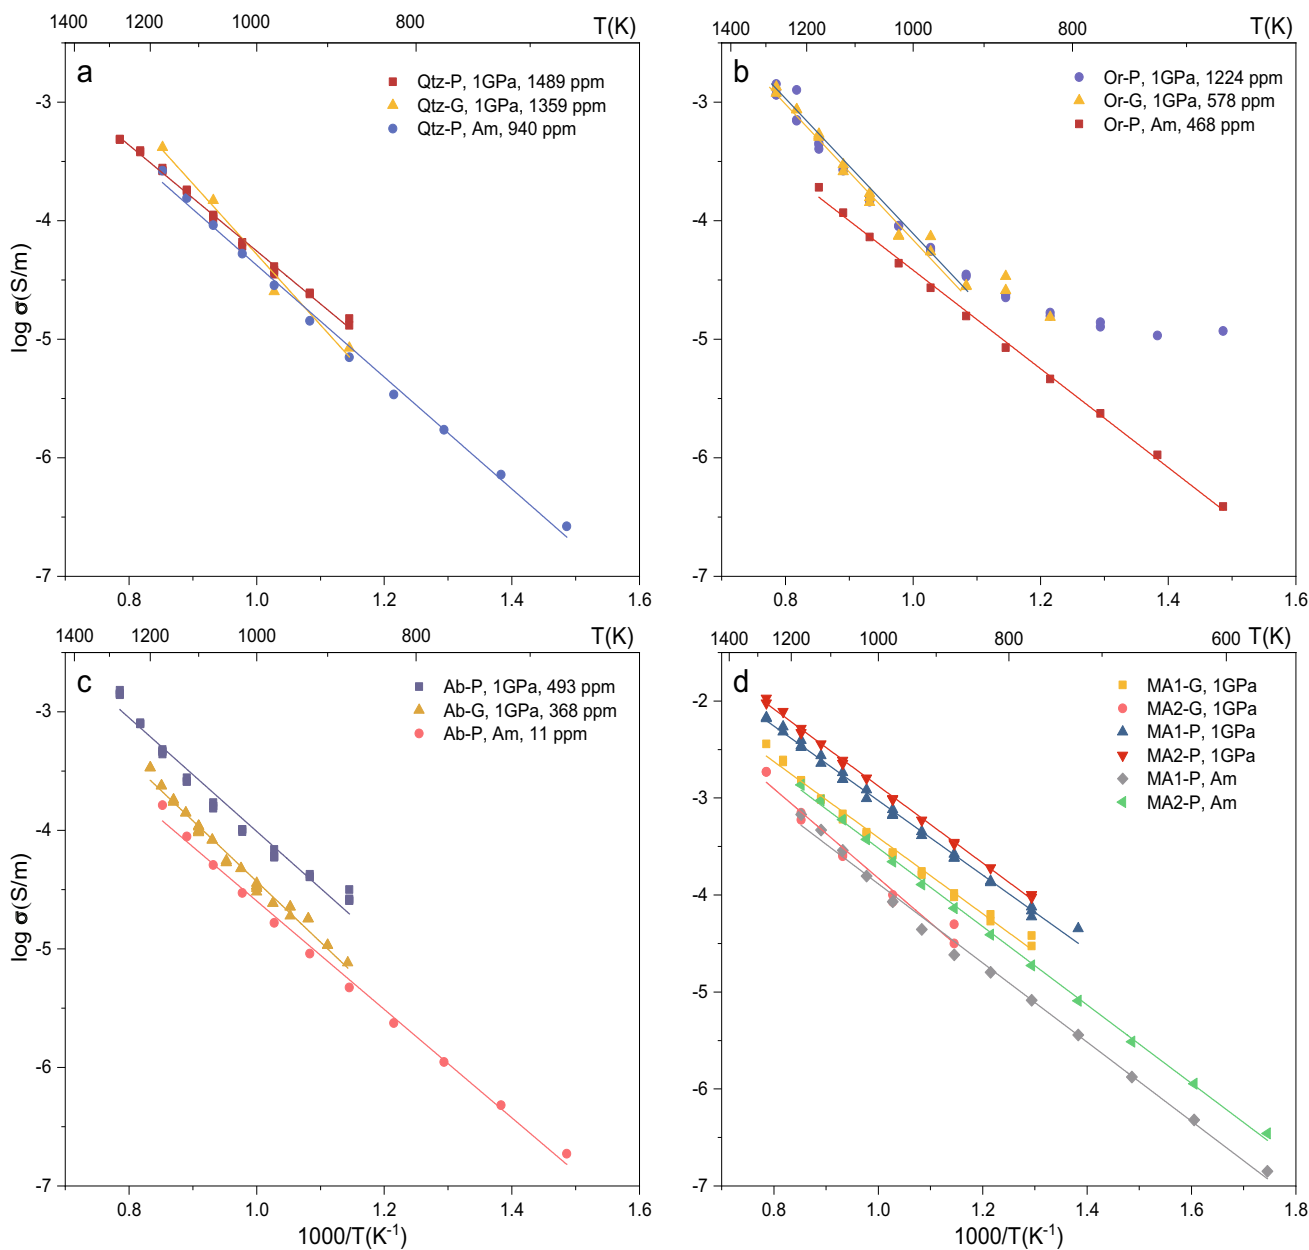 1400 1200 1000 800 T(K)
a
Qtz-P, 1GPa, 1489 ppm
Qtz-G, 1GPa, 1359 ppm
Qtz-P, Am, 940 ppm
-3
-4
-5
-6
-7
log σ(S/m)
0.8 1.0 1.2 1.4 1.6
1400 1200 1000 800 T(K)
b
Or-P, 1GPa, 1224 ppm
Or-G, 1GPa, 578 ppm
Or-P, Am, 468 ppm
-3
-4
-5
-6
-7
0.8 1.0 1.2 1.4 1.6
1400 1200 1000 800 T(K)
c
Ab-P, 1GPa, 493 ppm
Ab-G, 1GPa, 368 ppm
Ab-P, Am, 11 ppm
-3
-4
-5
-6
-7
log σ(S/m)
0.8 1.0 1.2 1.4 1.6
1000/T(K⁻¹)
1400 1200 1000 800 600 T(K)
d
MA1-G, 1GPa
MA2-G, 1GPa
MA1-P, 1GPa
MA2-P, 1GPa
MA1-P, Am
MA2-P, Am
-2
-3
-4
-5
-6
-7
0.8 1.0 1.2 1.4 1.6 1.8
1000/T(K⁻¹)